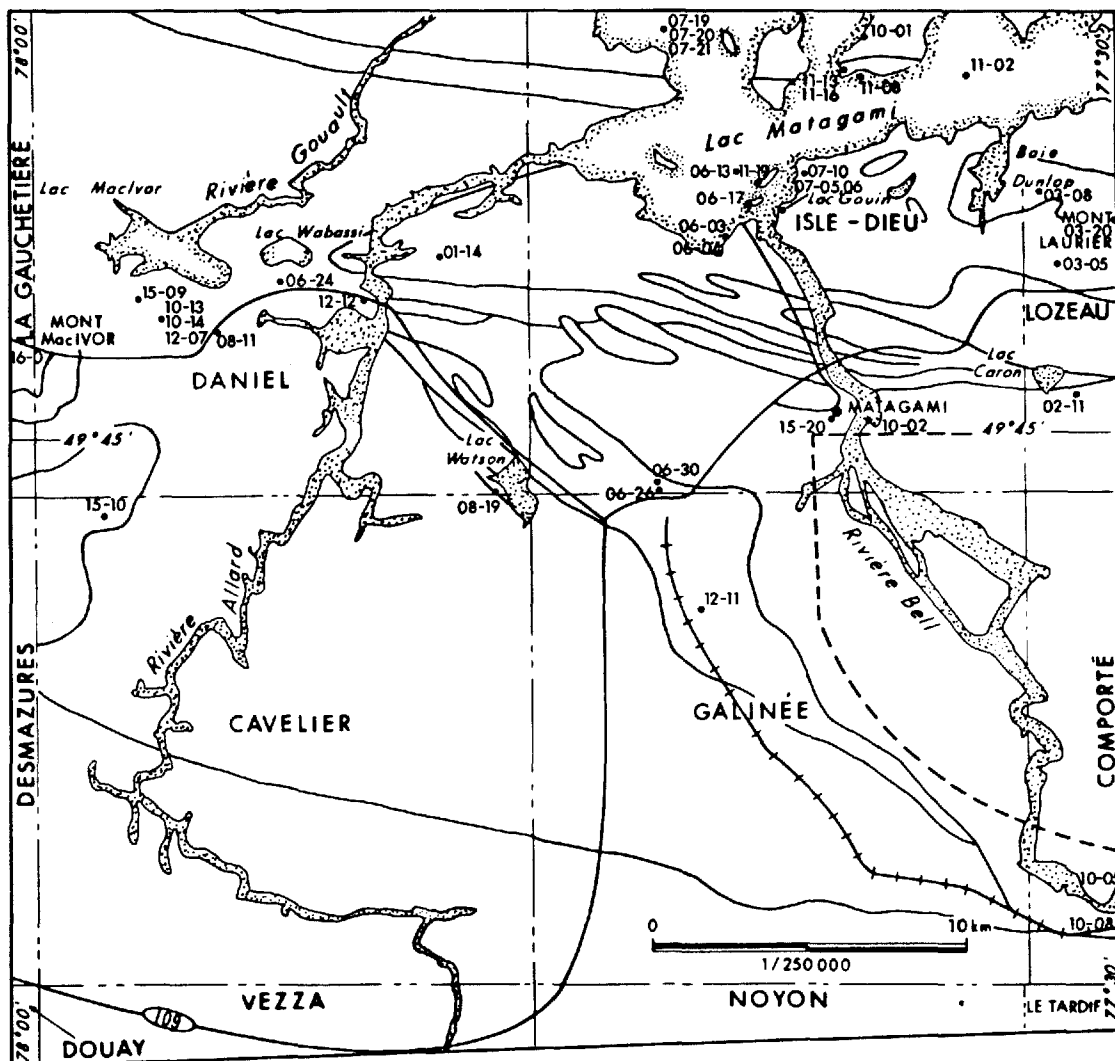 78°00'
07-19
07-20
07-21
10-01
77°30'
11-02
11-13
11-16
11-08
Lac Matagami
Rivière Gouault
Lac MacIvor
06-13
11-19
07-10
07-05,06
Lac Gouin
06-17
Baie
Dunlop
03-08
ISLE-DIEU
MONT
03-20
LAURIER
03-05
06-03
LA GAUCHETIÈRE
Lac Wabassi
01-14
06-24
15-09
10-13
10-14
12-07
08-11
12-12
MONT
MacIVOR
LOZEAU
DANIEL
Lac
Caron
02-11
MATAGAMI
15-20
10-02
49°45'
49°45'
Lac
Watson
06-30
06-26
08-19
15-10
Rivière Allard
Rivière Bell
12-11
DESMAZURES
CAVELIER
GALINÉE
COMPORTÉ
10-08
0
10 km
1/250 000
VEZZA
NOYON
LE TARDIF
78°00'
77°30'
109
DOUAY